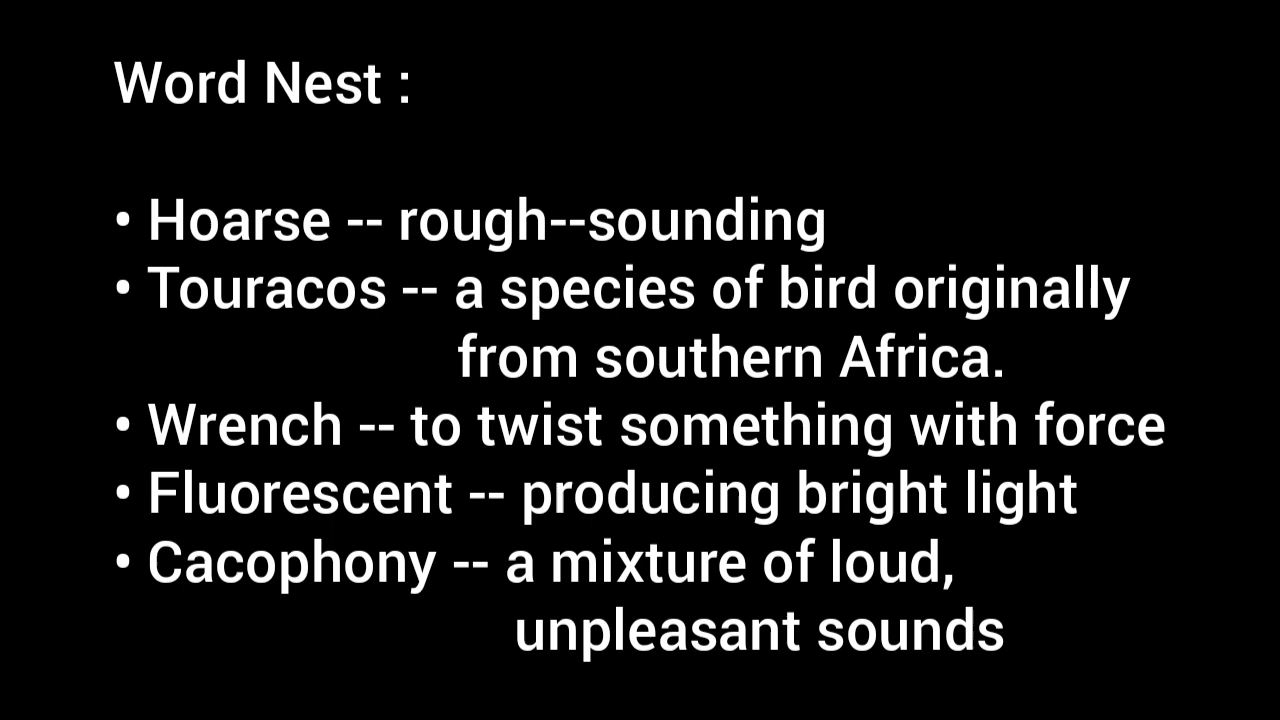 Word Nest :
• Hoarse -- rough--sounding
• Touracos -- a species of bird originally
from southern Africa.
• Wrench -- to twist something with force
• Fluorescent -- producing bright light
• Cacophony -- a mixture of loud,
unpleasant sounds